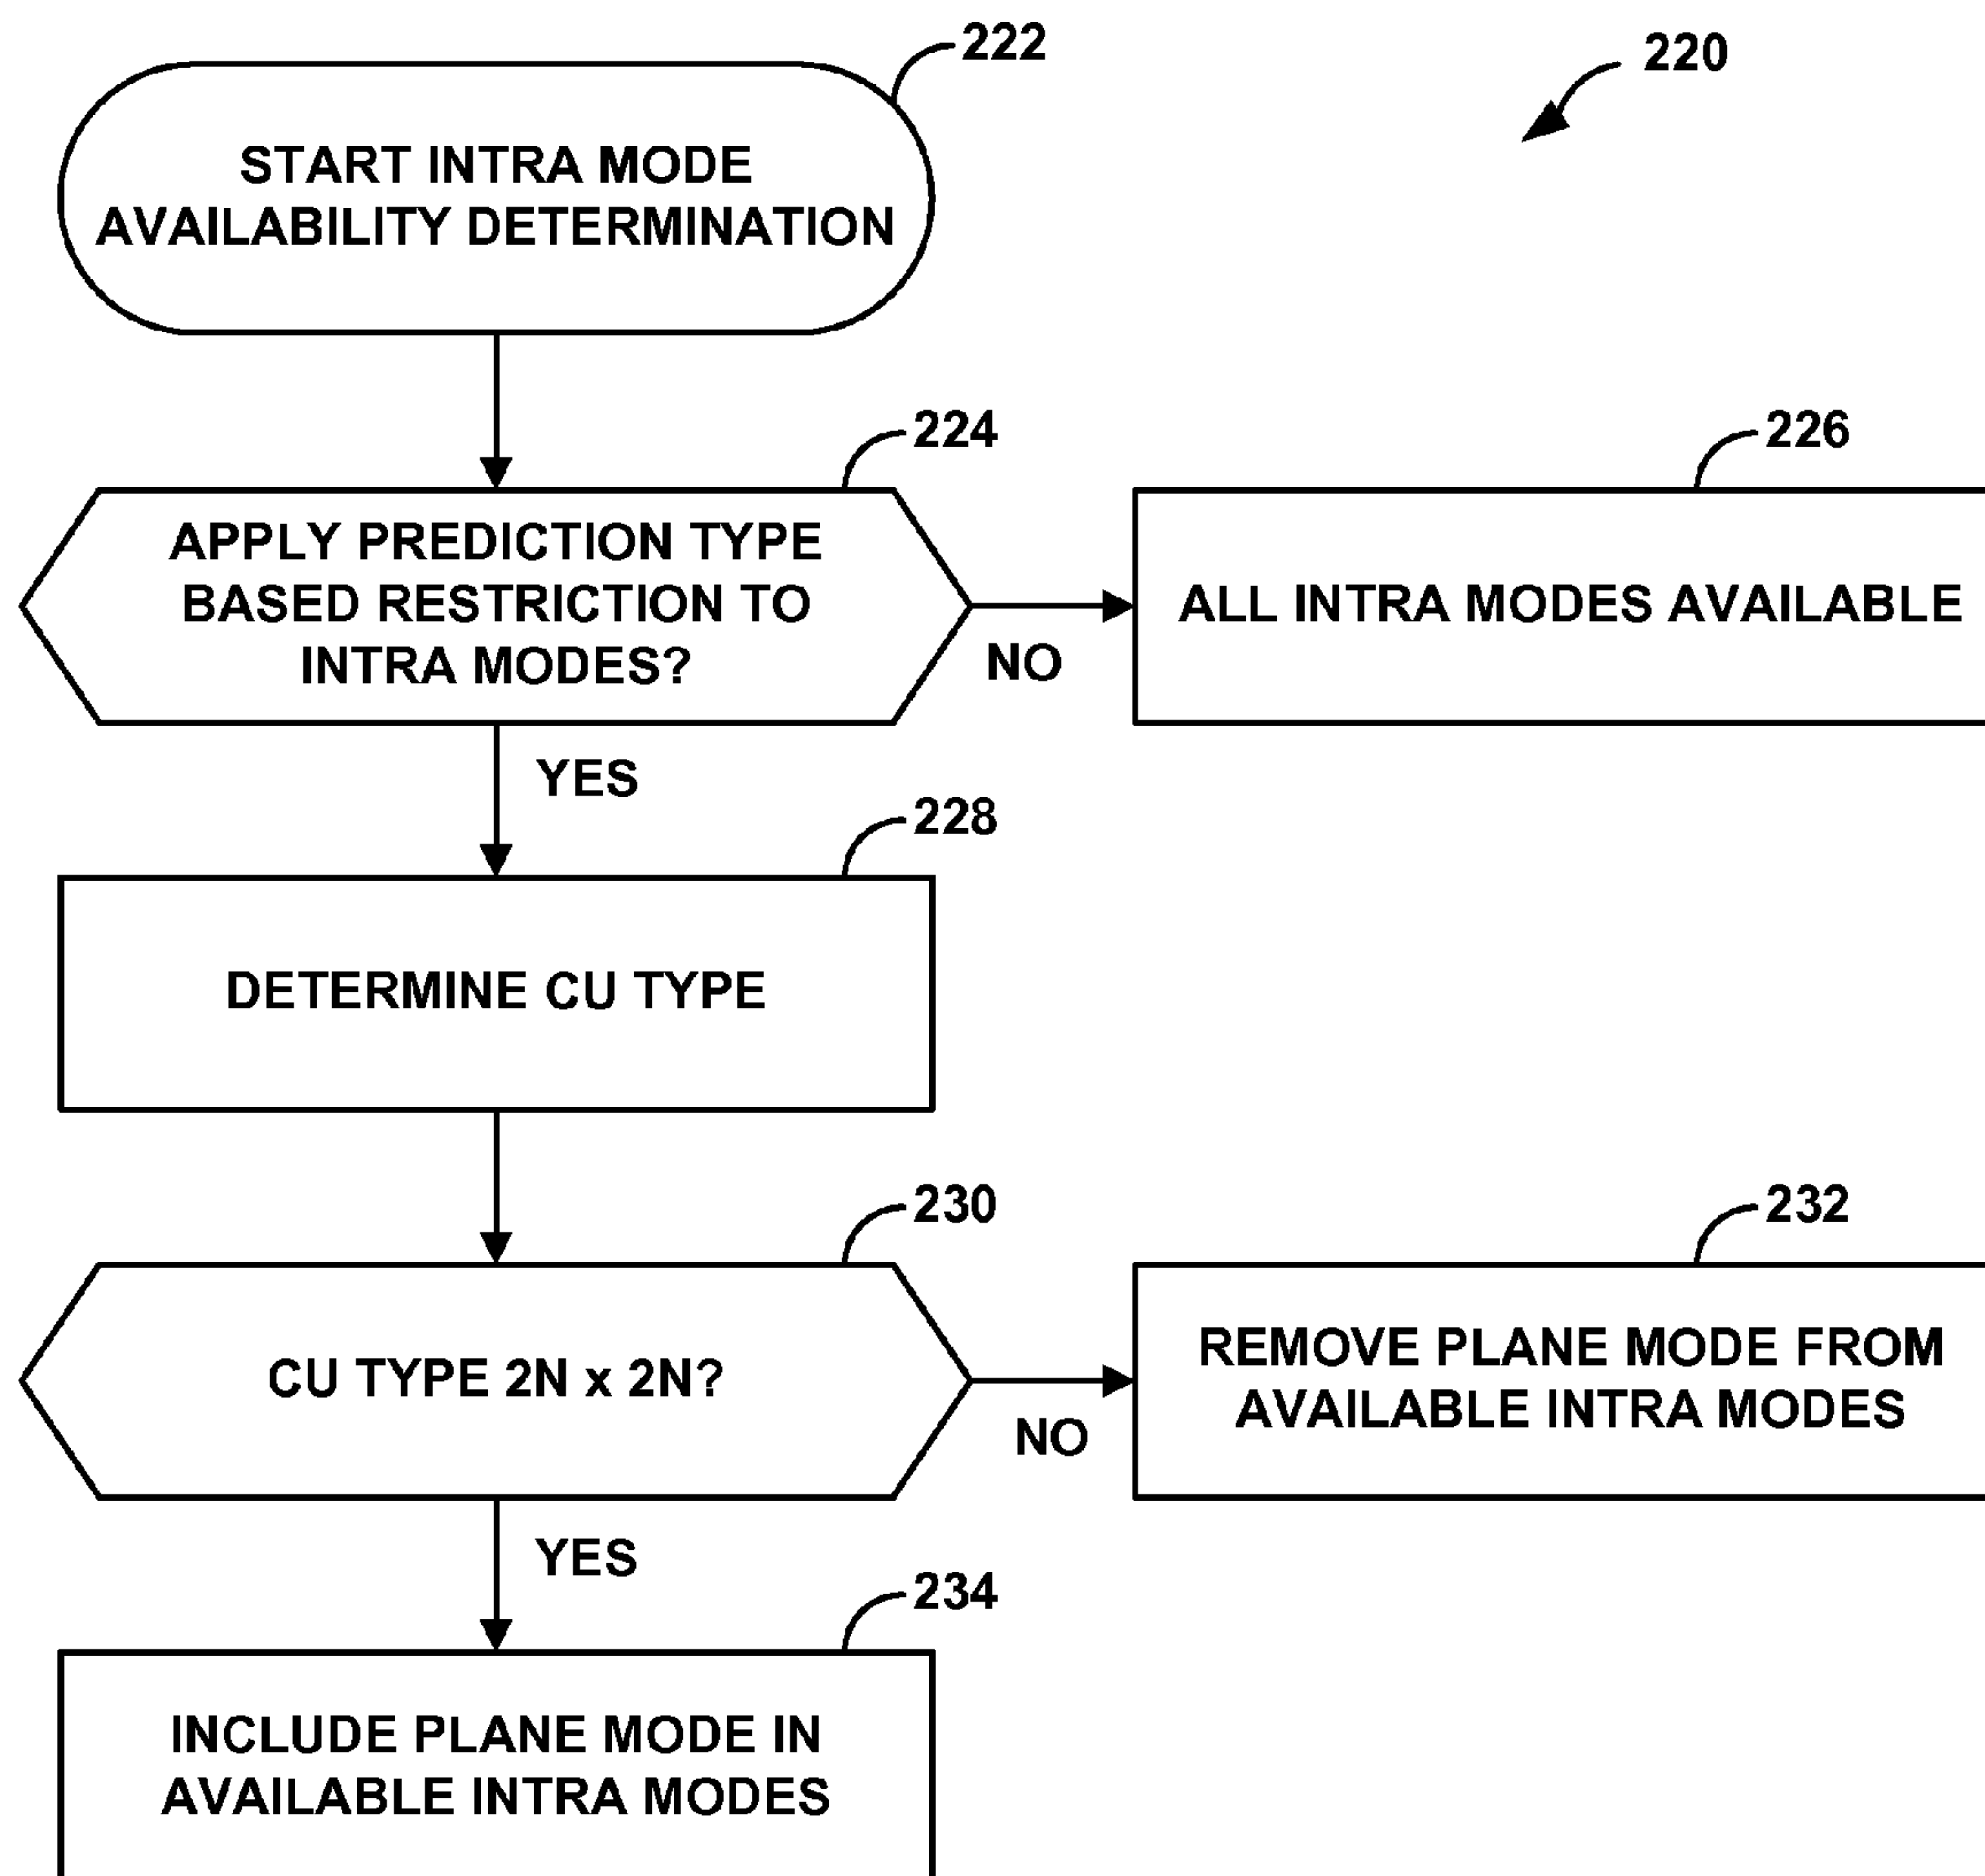 222
220
START INTRA MODE
AVAILABILITY DETERMINATION
224
226
APPLY PREDICTION TYPE
BASED RESTRICTION TO
INTRA MODES?
ALL INTRA MODES AVAILABLE
NO
YES
228
DETERMINE CU TYPE
230
232
CU TYPE 2N x 2N?
REMOVE PLANE MODE FROM
AVAILABLE INTRA MODES
NO
YES
234
INCLUDE PLANE MODE IN
AVAILABLE INTRA MODES